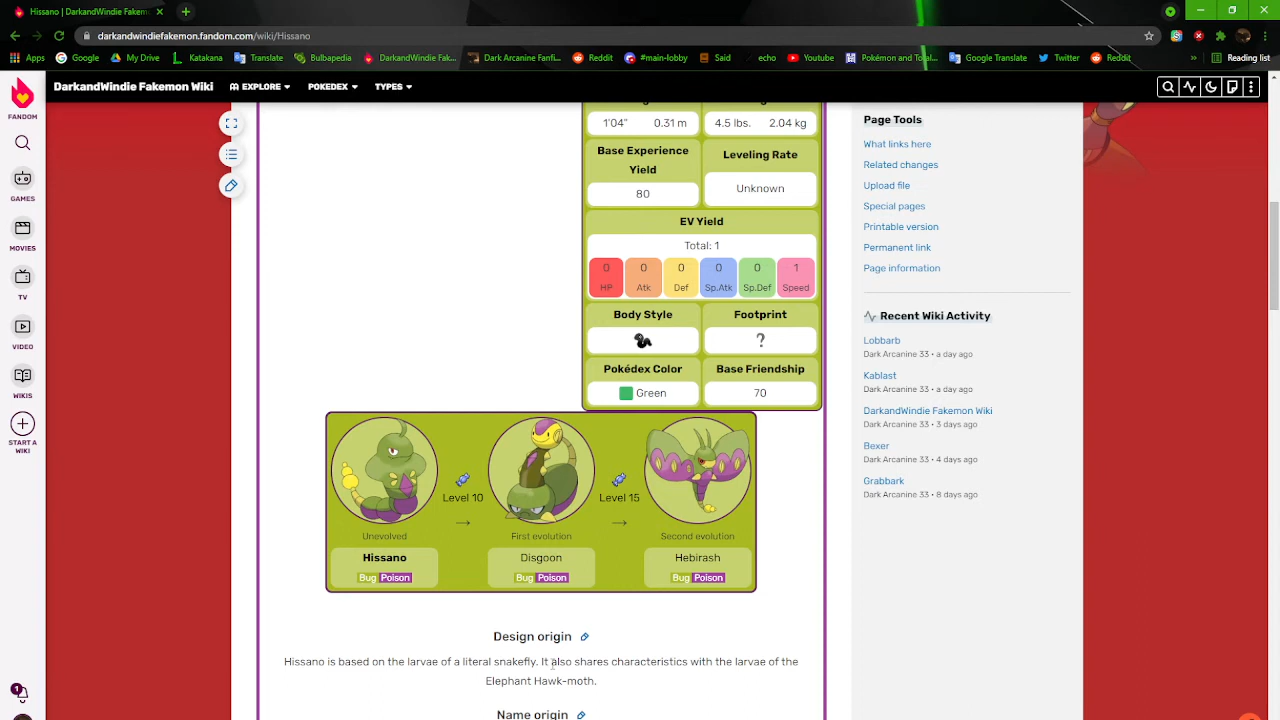 Hissano | DarkandWindie Fakemo
darkandwindiefakemon.fandom.com/wiki/Hissano
Apps
Google
My Drive
Katakana
Translate
Bulbapedia
DarkandWindie Fak...
Dark Arcanine Fanfi...
Reddit
#main-lobby
Said
echo
Youtube
Pokémon and Total...
Google Translate
Twitter
Reddit
»
Reading list
DarkandWindie Fakemon Wiki
EXPLORE
POKEDEX
TYPES
FANDOM
GAMES
MOVIES
TV
VIDEO
WIKIS
START A
WIKI
1
1'04" 0.31 m
4.5 lbs. 2.04 kg
Base Experience
Yield
80
Leveling Rate
Unknown
EV Yield
Total: 1
0 0 0 0 0 1
HP Atk Def Sp.Atk Sp.Def Speed
Body Style
Footprint
?
Pokédex Color
Green
Base Friendship
70
Level 10
→
Level 15
→
Unevolved
First evolution
Second evolution
Hissano
Disgoon
Hebirash
Bug Poison
Bug Poison
Bug Poison
Design origin
Hissano is based on the larvae of a literal snakefly. It also shares characteristics with the larvae of the
Elephant Hawk-moth.
Name origin
Page Tools
What links here
Related changes
Upload file
Special pages
Printable version
Permanent link
Page information
Recent Wiki Activity
Lobbarb
Dark Arcanine 33 • a day ago
Kablast
Dark Arcanine 33 • a day ago
DarkandWindie Fakemon Wiki
Dark Arcanine 33 • 3 days ago
Bexer
Dark Arcanine 33 • 4 days ago
Grabbark
Dark Arcanine 33 • 8 days ago